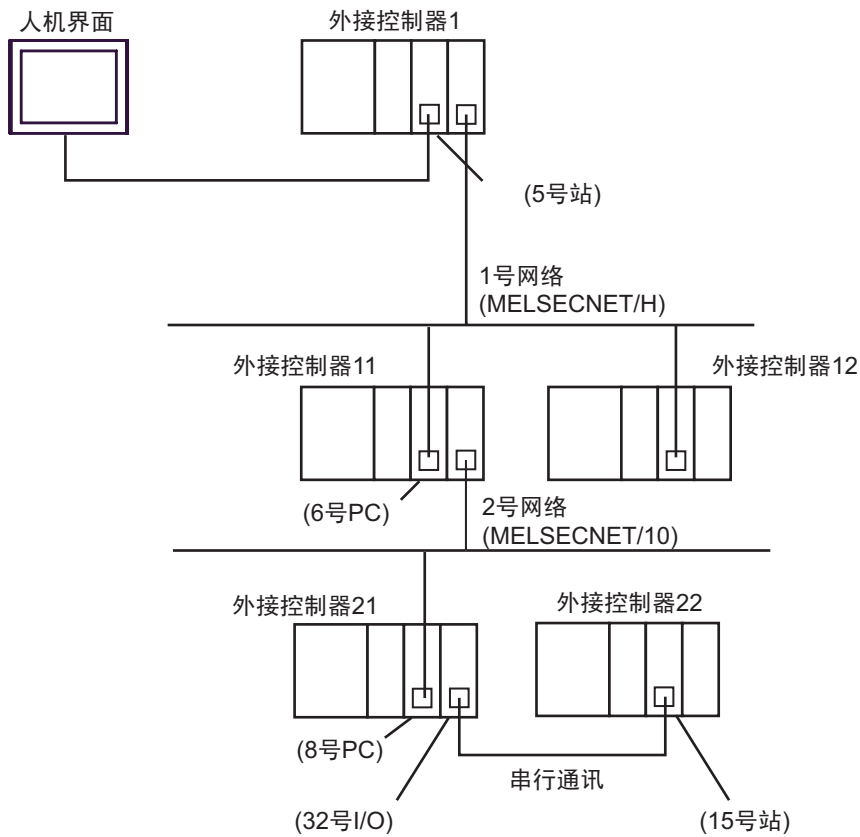 人机界面
外接控制器1
(5号站)
1号网络
(MELSECNET/H)
外接控制器11
外接控制器12
(6号PC)
2号网络
(MELSECNET/10)
外接控制器21
外接控制器22
(8号PC)
串行通讯
(32号I/O)
(15号站)